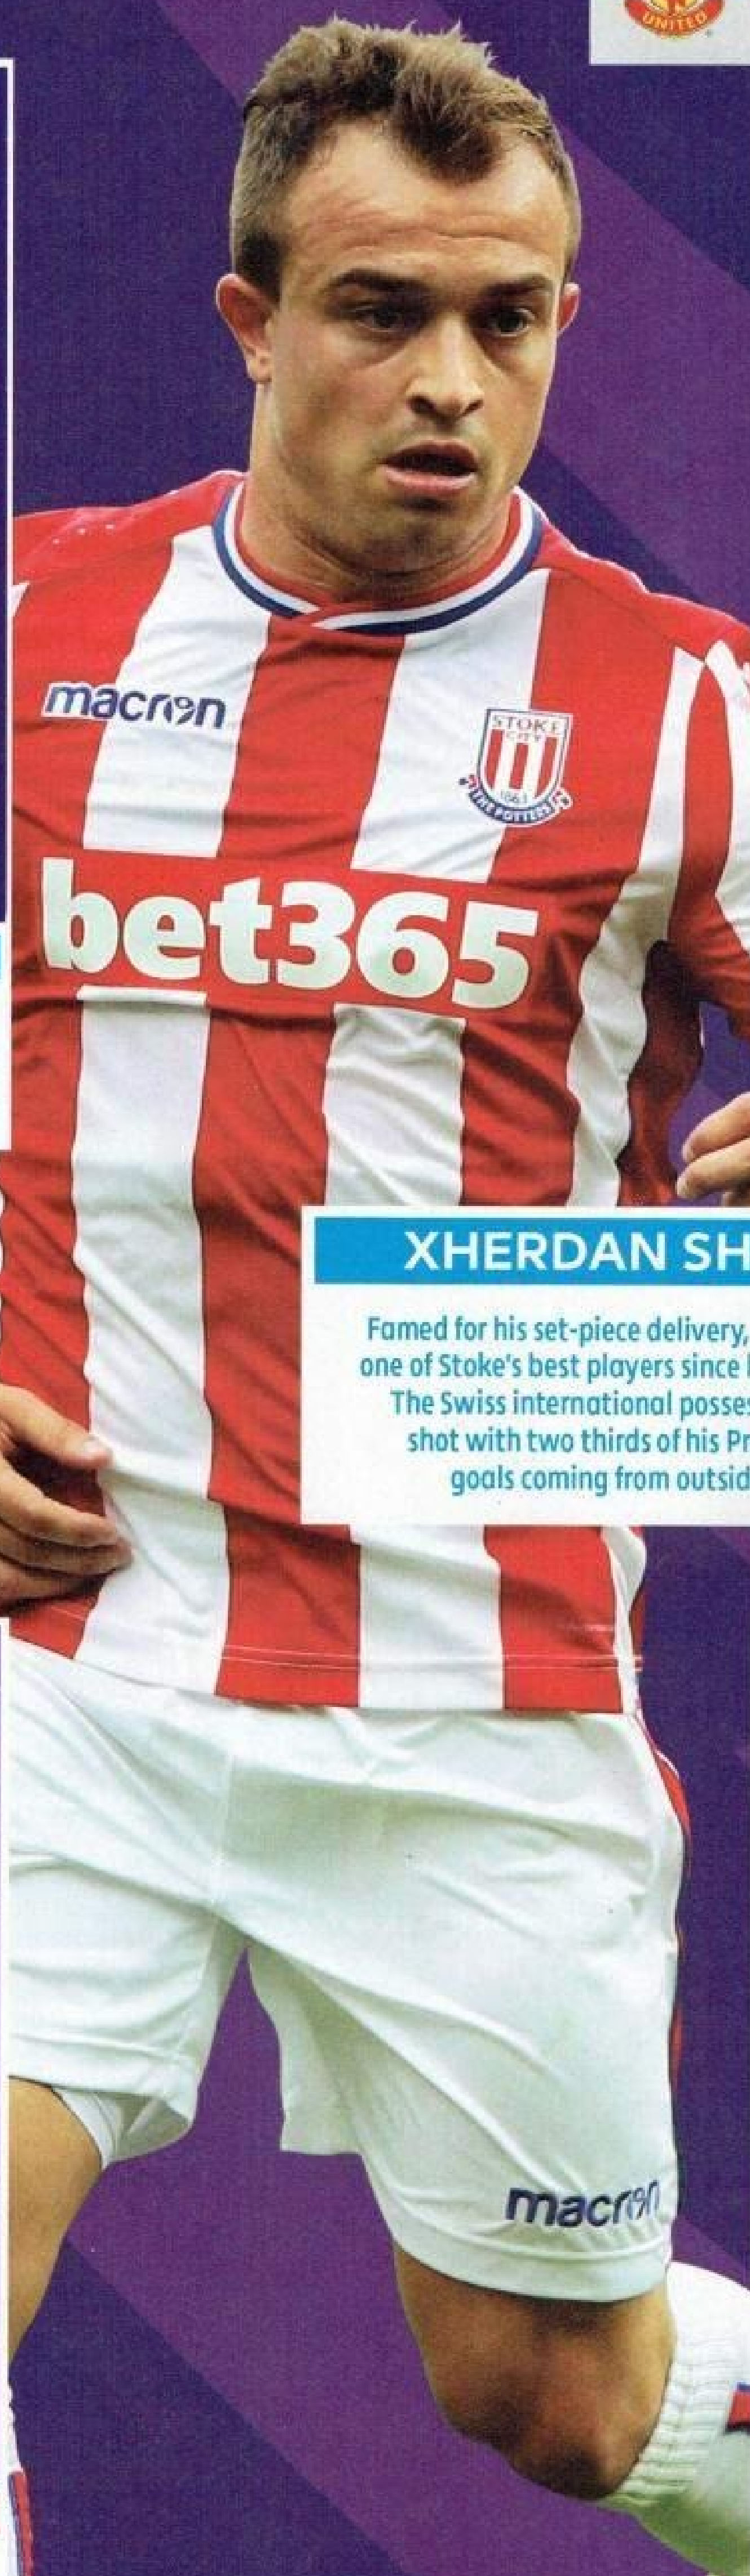 UNITED
macron
STOKE
CITY
1863
THE POTTERS
bet365
XHERDAN SH
Famed for his set-piece delivery,
one of Stoke's best players since
The Swiss international posses
shot with two thirds of his Pr
goals coming from outsid
macron